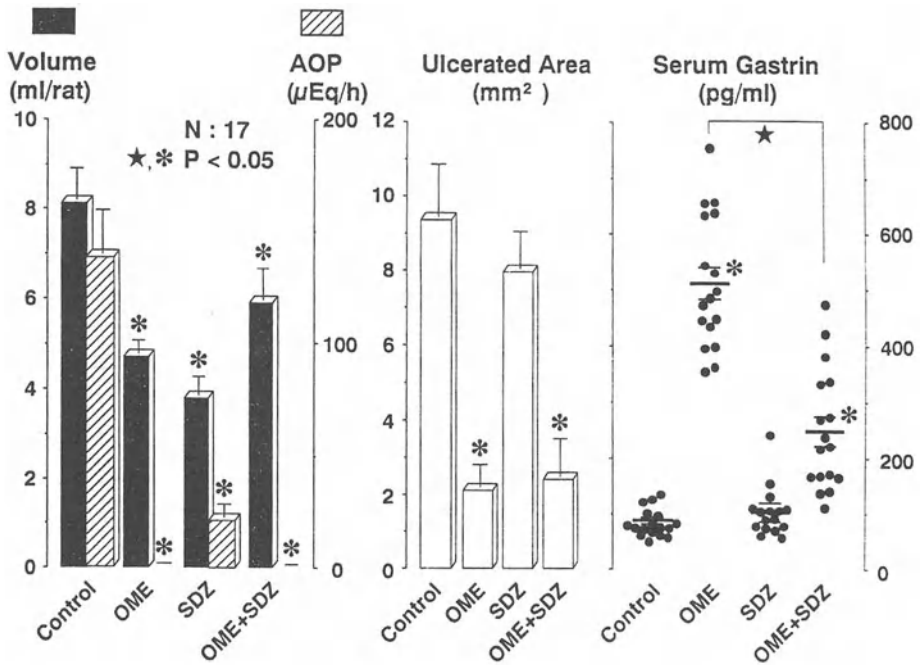 Volume
(ml/rat)
AOP
(μEq/h)
Ulcerated Area
(mm² )
Serum Gastrin
(pg/ml)
N : 17
★,* P < 0.05
10
8
6
4
2
0
200
100
0
12
10
8
6
4
2
0
800
600
400
200
0
*
*
*
*
*
*
*
*
★
*
*
Control
OME
SDZ
OME+SDZ
Control
OME
SDZ
OME+SDZ
Control
OME
SDZ
OME+SDZ